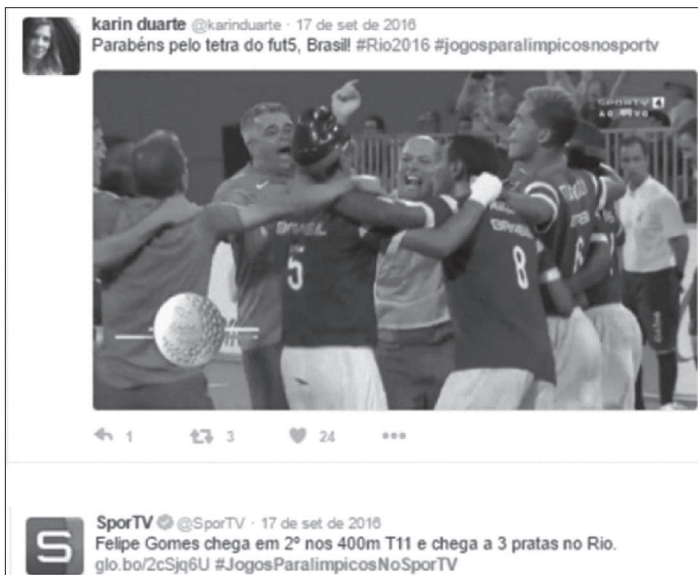 karin duarte @karinduarte · 17 de set de 2016
Parabéns pelo tetra do fut5, Brasil! #Rio2016 #jogosparalimpicosnosportv
SPORTV 4
AO VIVO
BRASIL
5
BRASIL
8
6
1 3 24
S
SporTV @SporTV · 17 de set de 2016
Felipe Gomes chega em 2º nos 400m T11 e chega a 3 pratas no Rio.
glo.bo/2cSjq6U #JogosParalimpicosNoSporTV